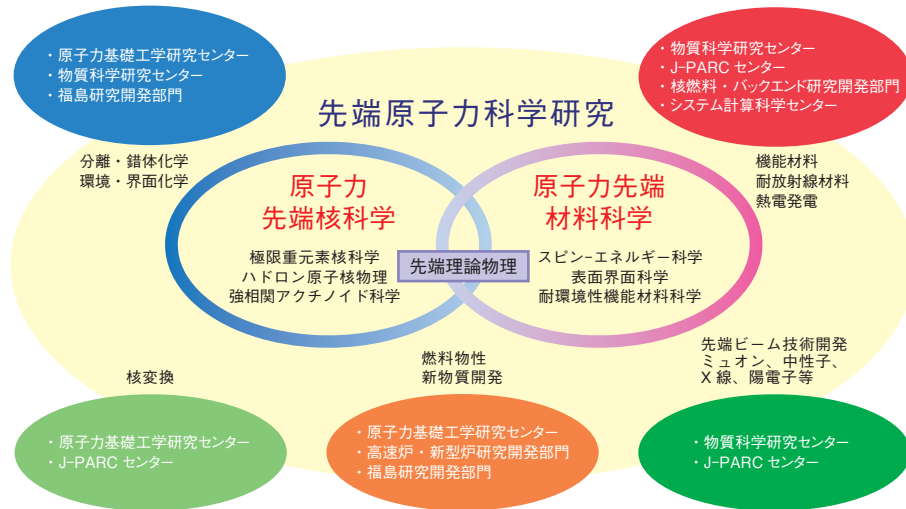 ・原子力基礎工学研究センター
・物質科学研究センター
・福島研究開発部門
・物質科学研究センター
・J-PARC センター
・核燃料・バックエンド研究開発部門
・システム計算科学センター
先端原子力科学研究
分離・錯体化学
環境・界面化学
機能材料
耐放射線材料
熱電発電
原子力
先端核科学
原子力先端
材料科学
極限重元素核科学
ハドロン原子核物理
強相関アクチノイド科学
先端理論物理
スピン-エネルギー科学
表面界面科学
耐環境性機能材料科学
核変換
燃料物性
新物質開発
先端ビーム技術開発
ミュオン、中性子、
X 線、陽電子等
・原子力基礎工学研究センター
・J-PARC センター
・原子力基礎工学研究センター
・高速炉・新型炉研究開発部門
・福島研究開発部門
・物質科学研究センター
・J-PARC センター